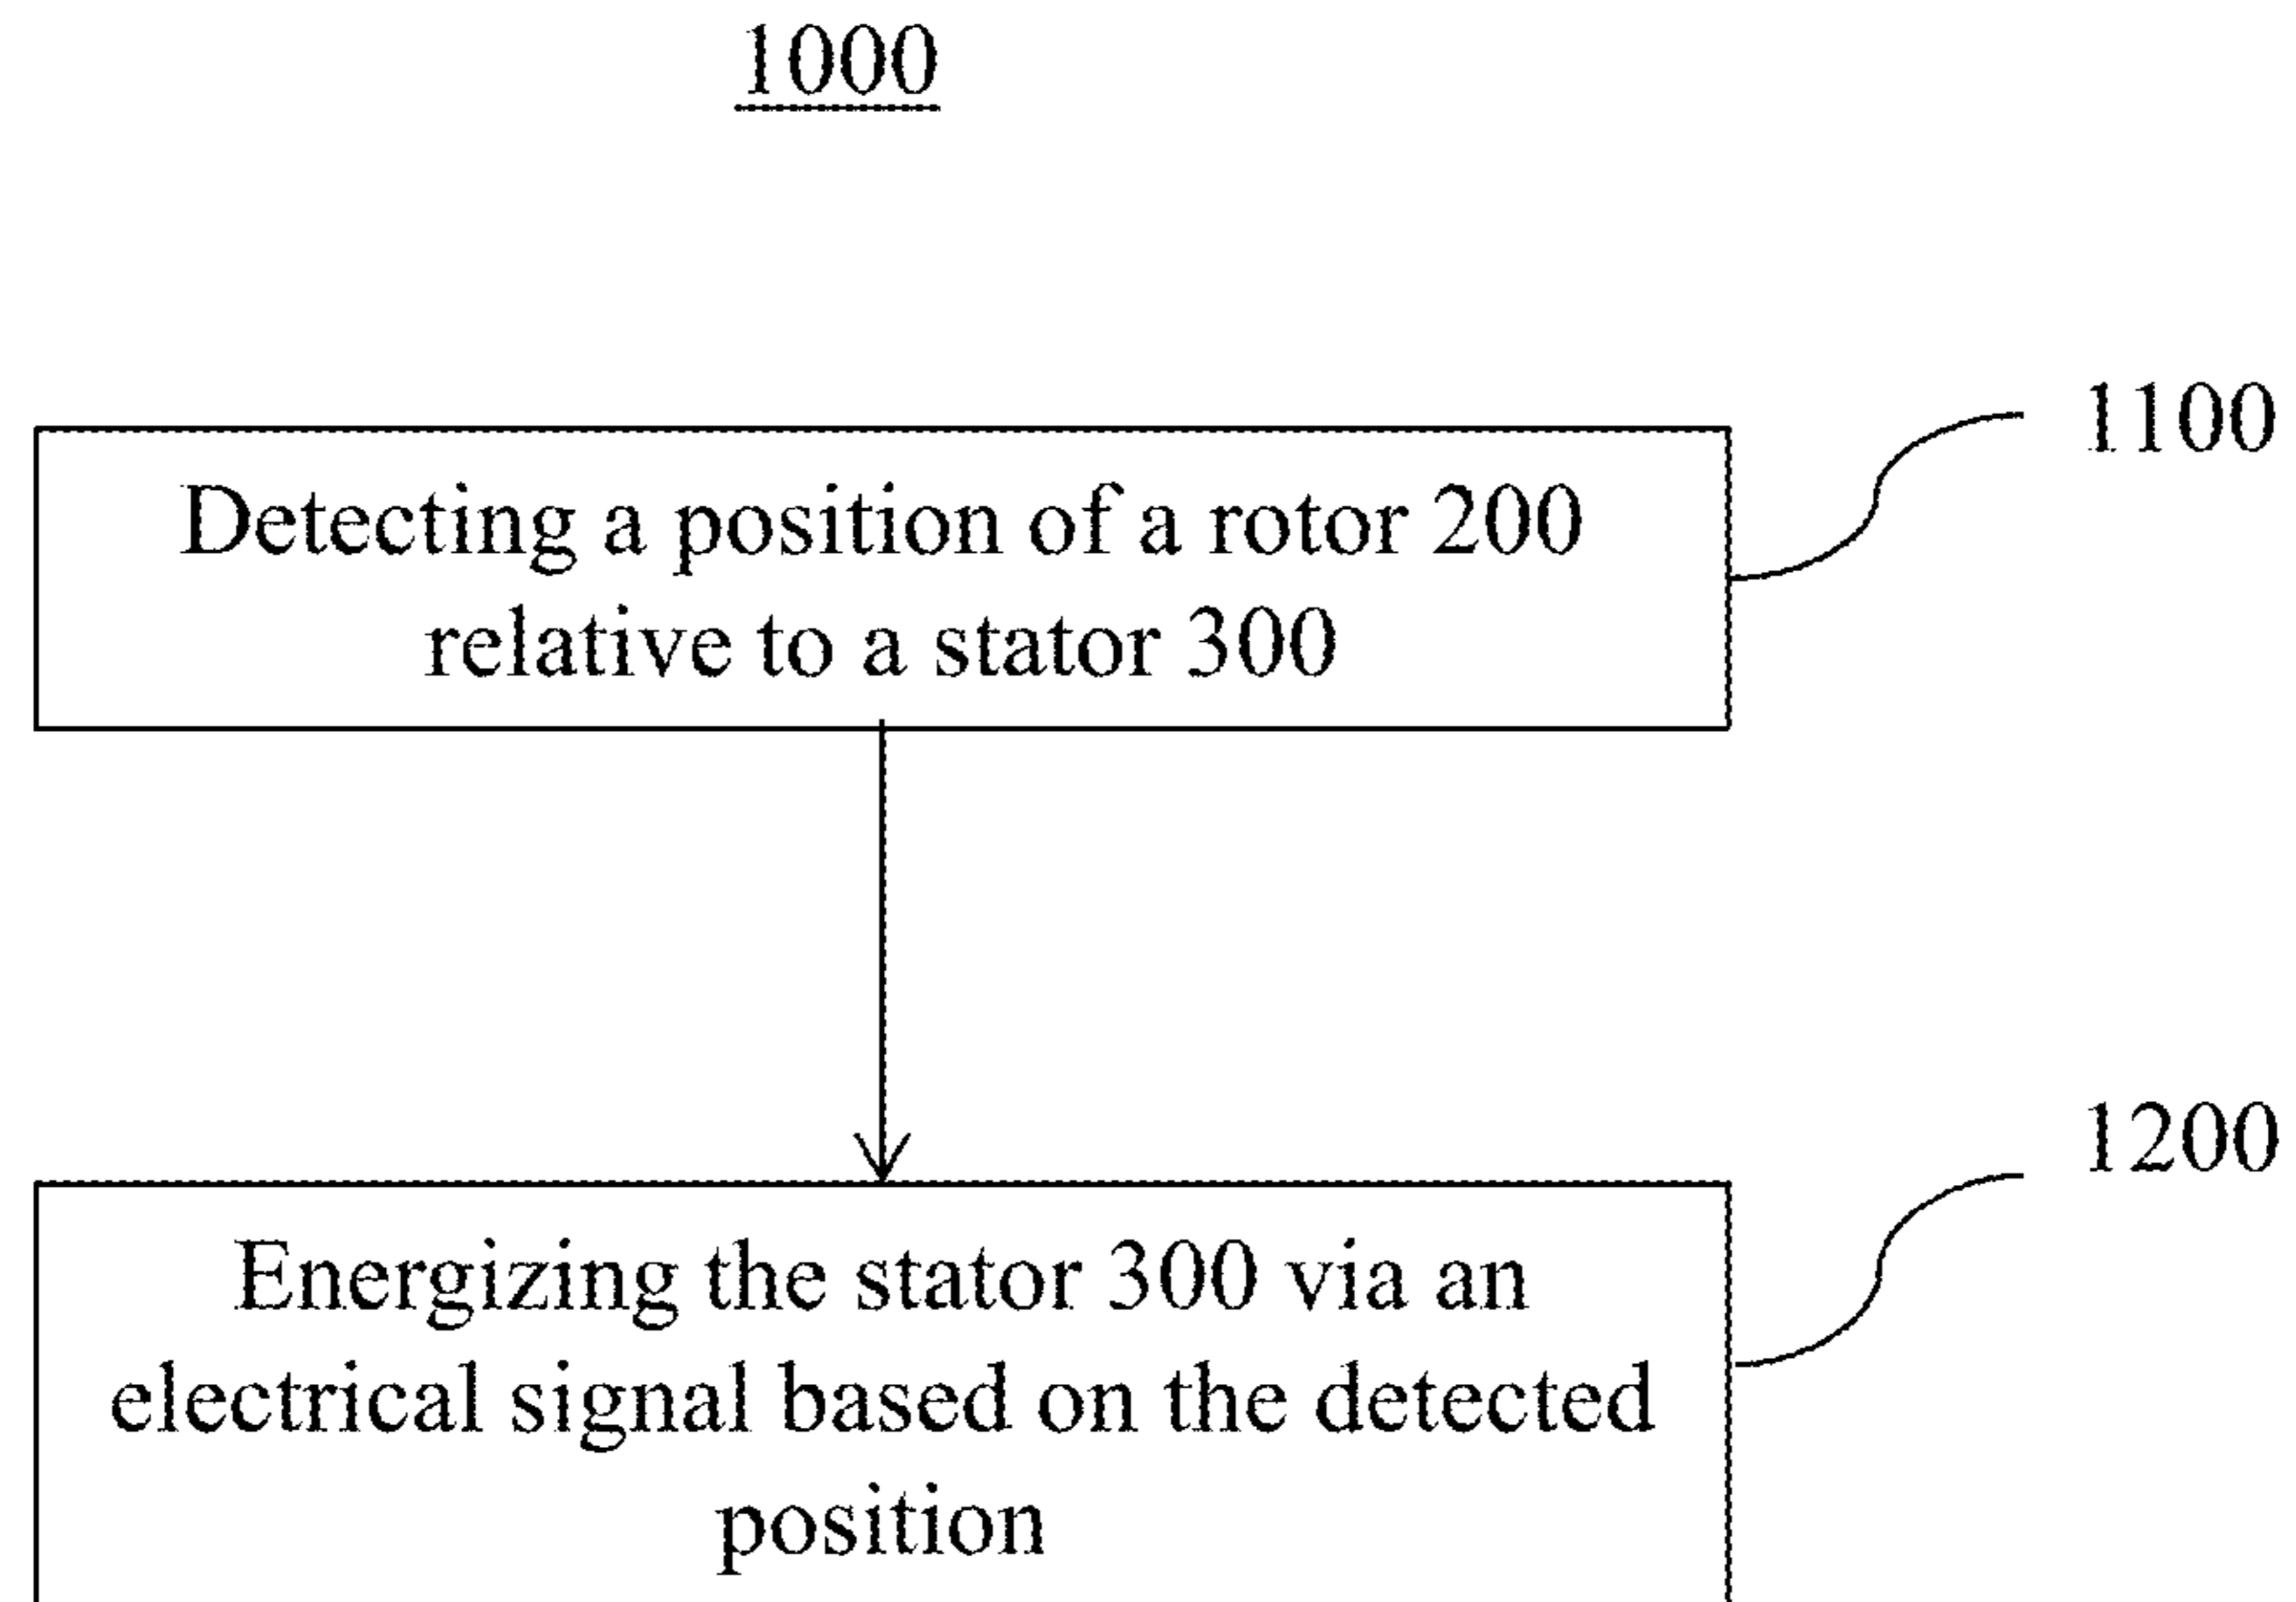 1000
1100
Detecting a position of a rotor 200
relative to a stator 300
1200
Energizing the stator 300 via an
electrical signal based on the detected
position